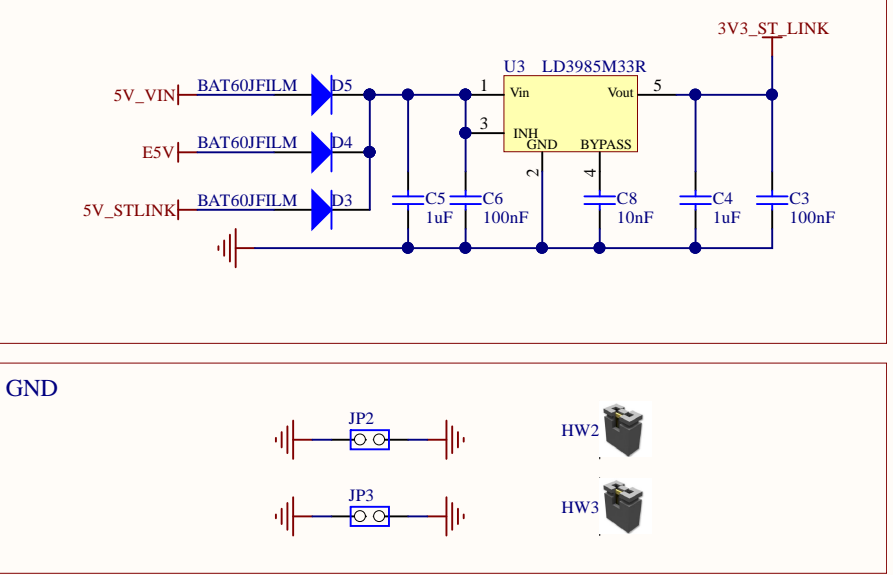 3V3_ST_LINK
U3 LD3985M33R
5V_VIN BAT60JFILM D5 1 Vin Vout 5
E5V BAT60JFILM D4 3 INH
GND BYPASS
2 4
5V_STLINK BAT60JFILM D3 C5 C6 C8 C4 C3
1uF 100nF 10nF 1uF 100nF
GND
JP2 HW2
JP3 HW3